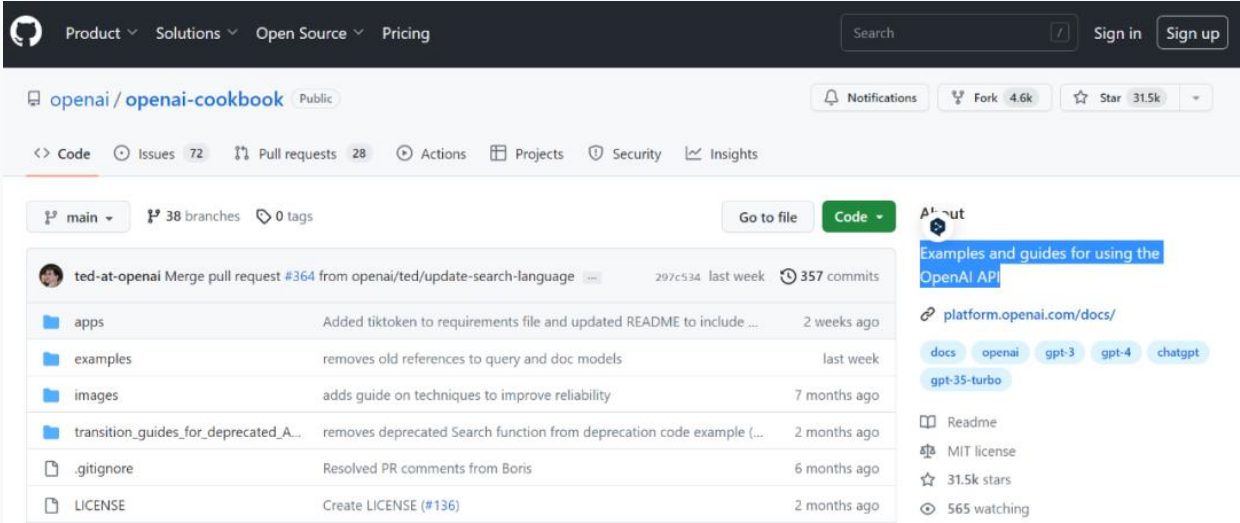 Product Solutions Open Source Pricing Search / Sign in Sign up
openai / openai-cookbook Public Notifications Fork 4.6k Star 31.5k
Code Issues 72 Pull requests 28 Actions Projects Security Insights
main 38 branches 0 tags Go to file Code
ted-at-openai Merge pull request #364 from openai/ted/update-search-language ... 297c534 last week 357 commits
apps Added tiktoken to requirements file and updated README to include ... 2 weeks ago
examples removes old references to query and doc models last week
images adds guide on techniques to improve reliability 7 months ago
transition_guides_for_deprecated_A... removes deprecated Search function from deprecation code example (... 2 months ago
.gitignore Resolved PR comments from Boris 6 months ago
LICENSE Create LICENSE (#136) 2 months ago
About
Examples and guides for using the
OpenAI API
platform.openai.com/docs/
docs openai gpt-3 gpt-4 chatgpt
gpt-35-turbo
Readme
MIT license
31.5k stars
565 watching